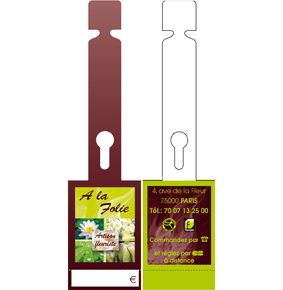 A la
Folie
Artisan
fleuriste
€
4, ave de la Fleur
75000 PARIS
Tél.: 70 07 13 25 00
Commandez par ☎
et réglez par
à distance